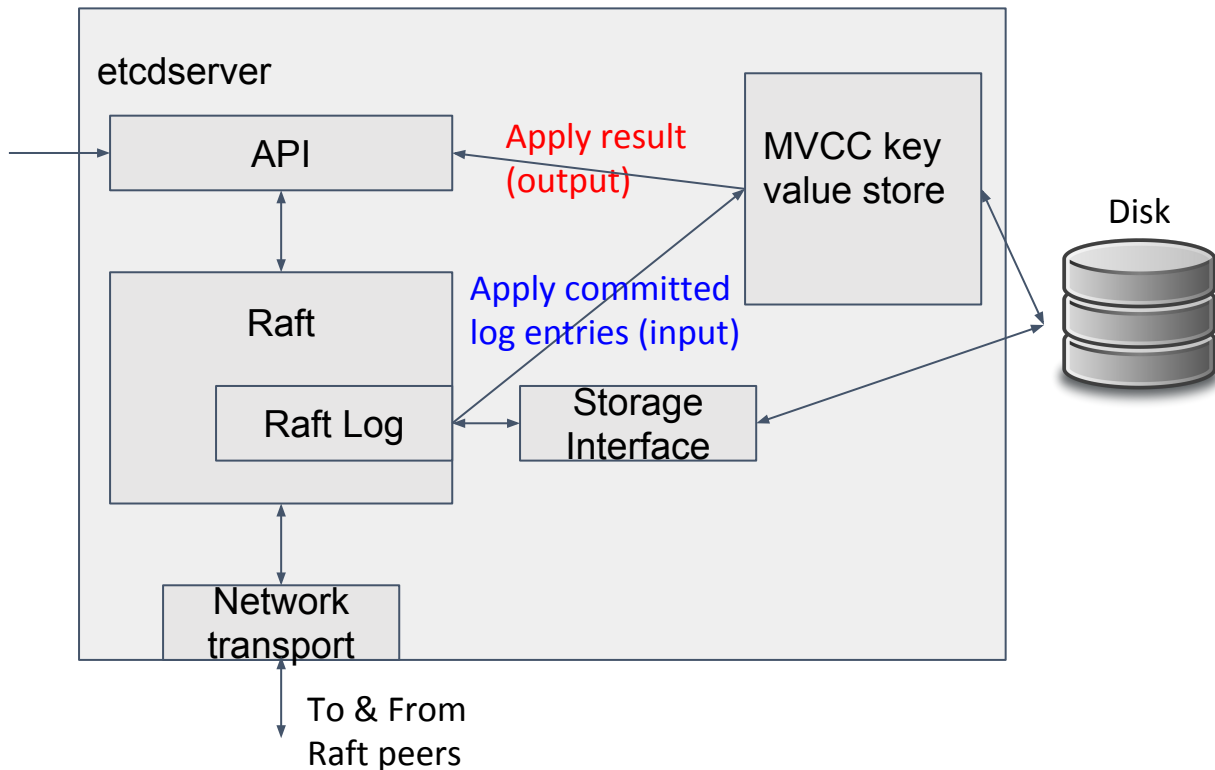 etcdserver
API
Apply result
(output)
MVCC key
value store
Disk
Raft
Apply committed
log entries (input)
Raft Log
Storage
Interface
Network
transport
To & From
Raft peers